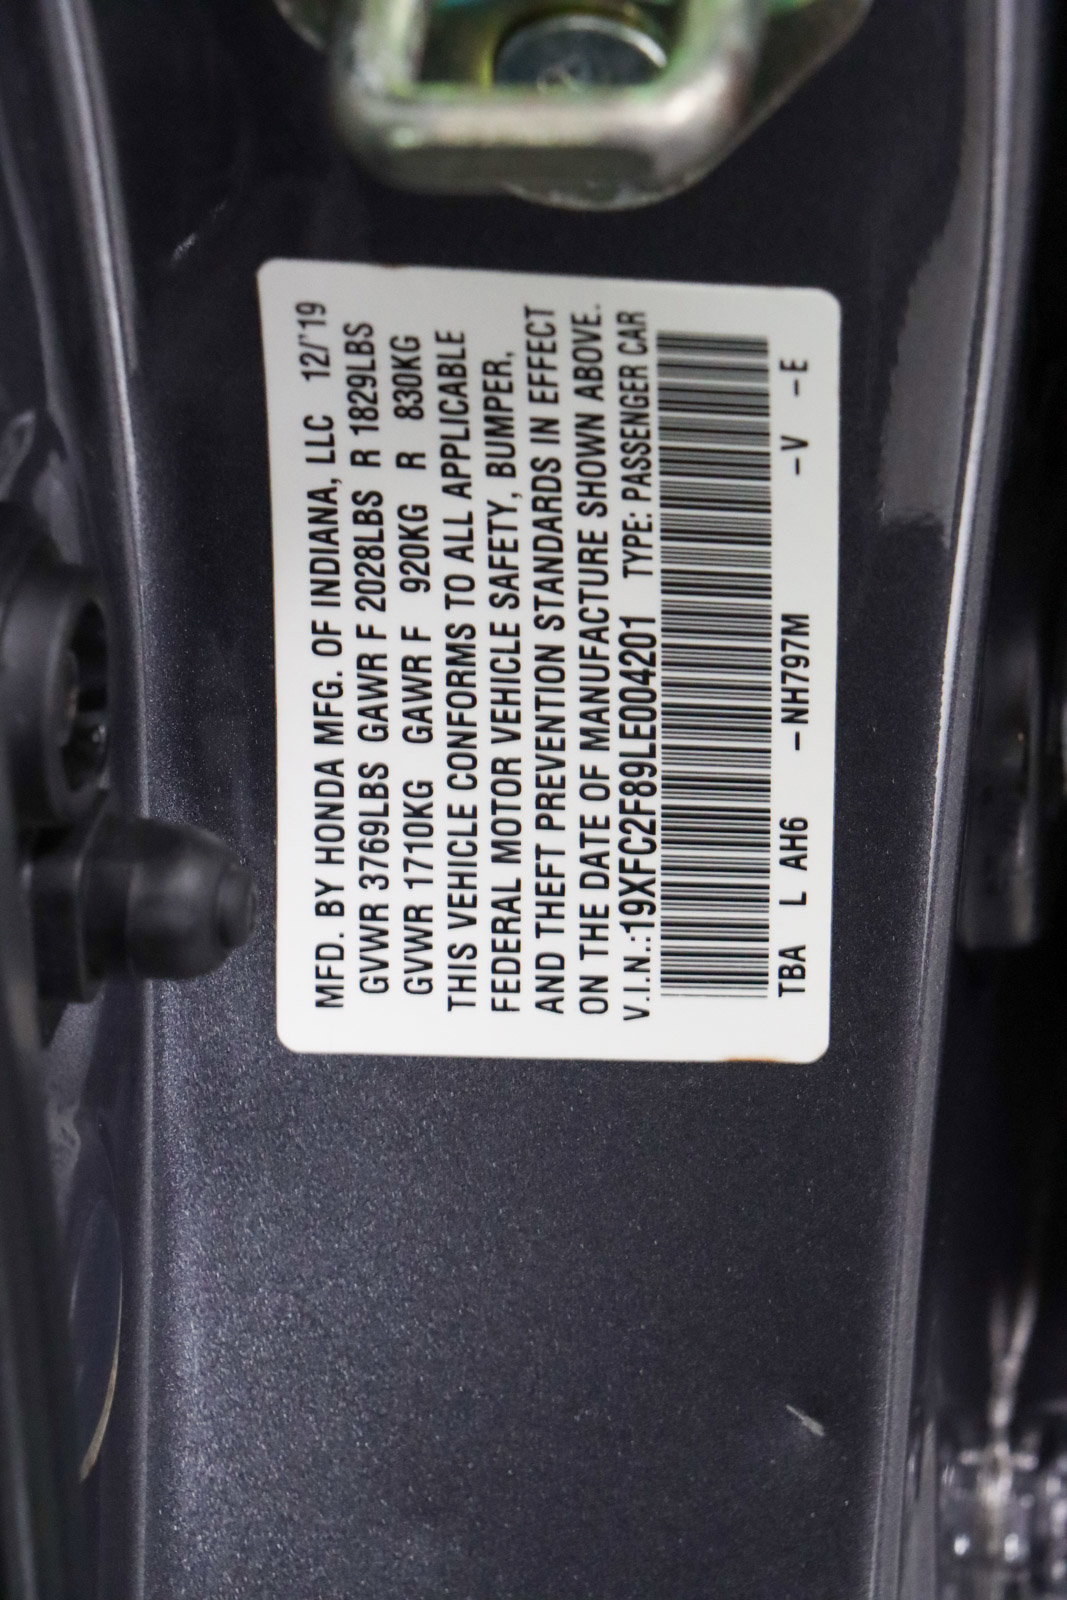 MFD. BY HONDA MFG. OF INDIANA, LLC 12/'19
GVWR 3769LBS GAWR F 2028LBS R 1829LBS
GVWR 1710KG GAWR F 920KG R 830KG
THIS VEHICLE CONFORMS TO ALL APPLICABLE
FEDERAL MOTOR VEHICLE SAFETY, BUMPER,
AND THEFT PREVENTION STANDARDS IN EFFECT
ON THE DATE OF MANUFACTURE SHOWN ABOVE.
V.I.N.:19XFC2F89LE004201 TYPE: PASSENGER CAR
TBA L AH6 -NH797M -V -E